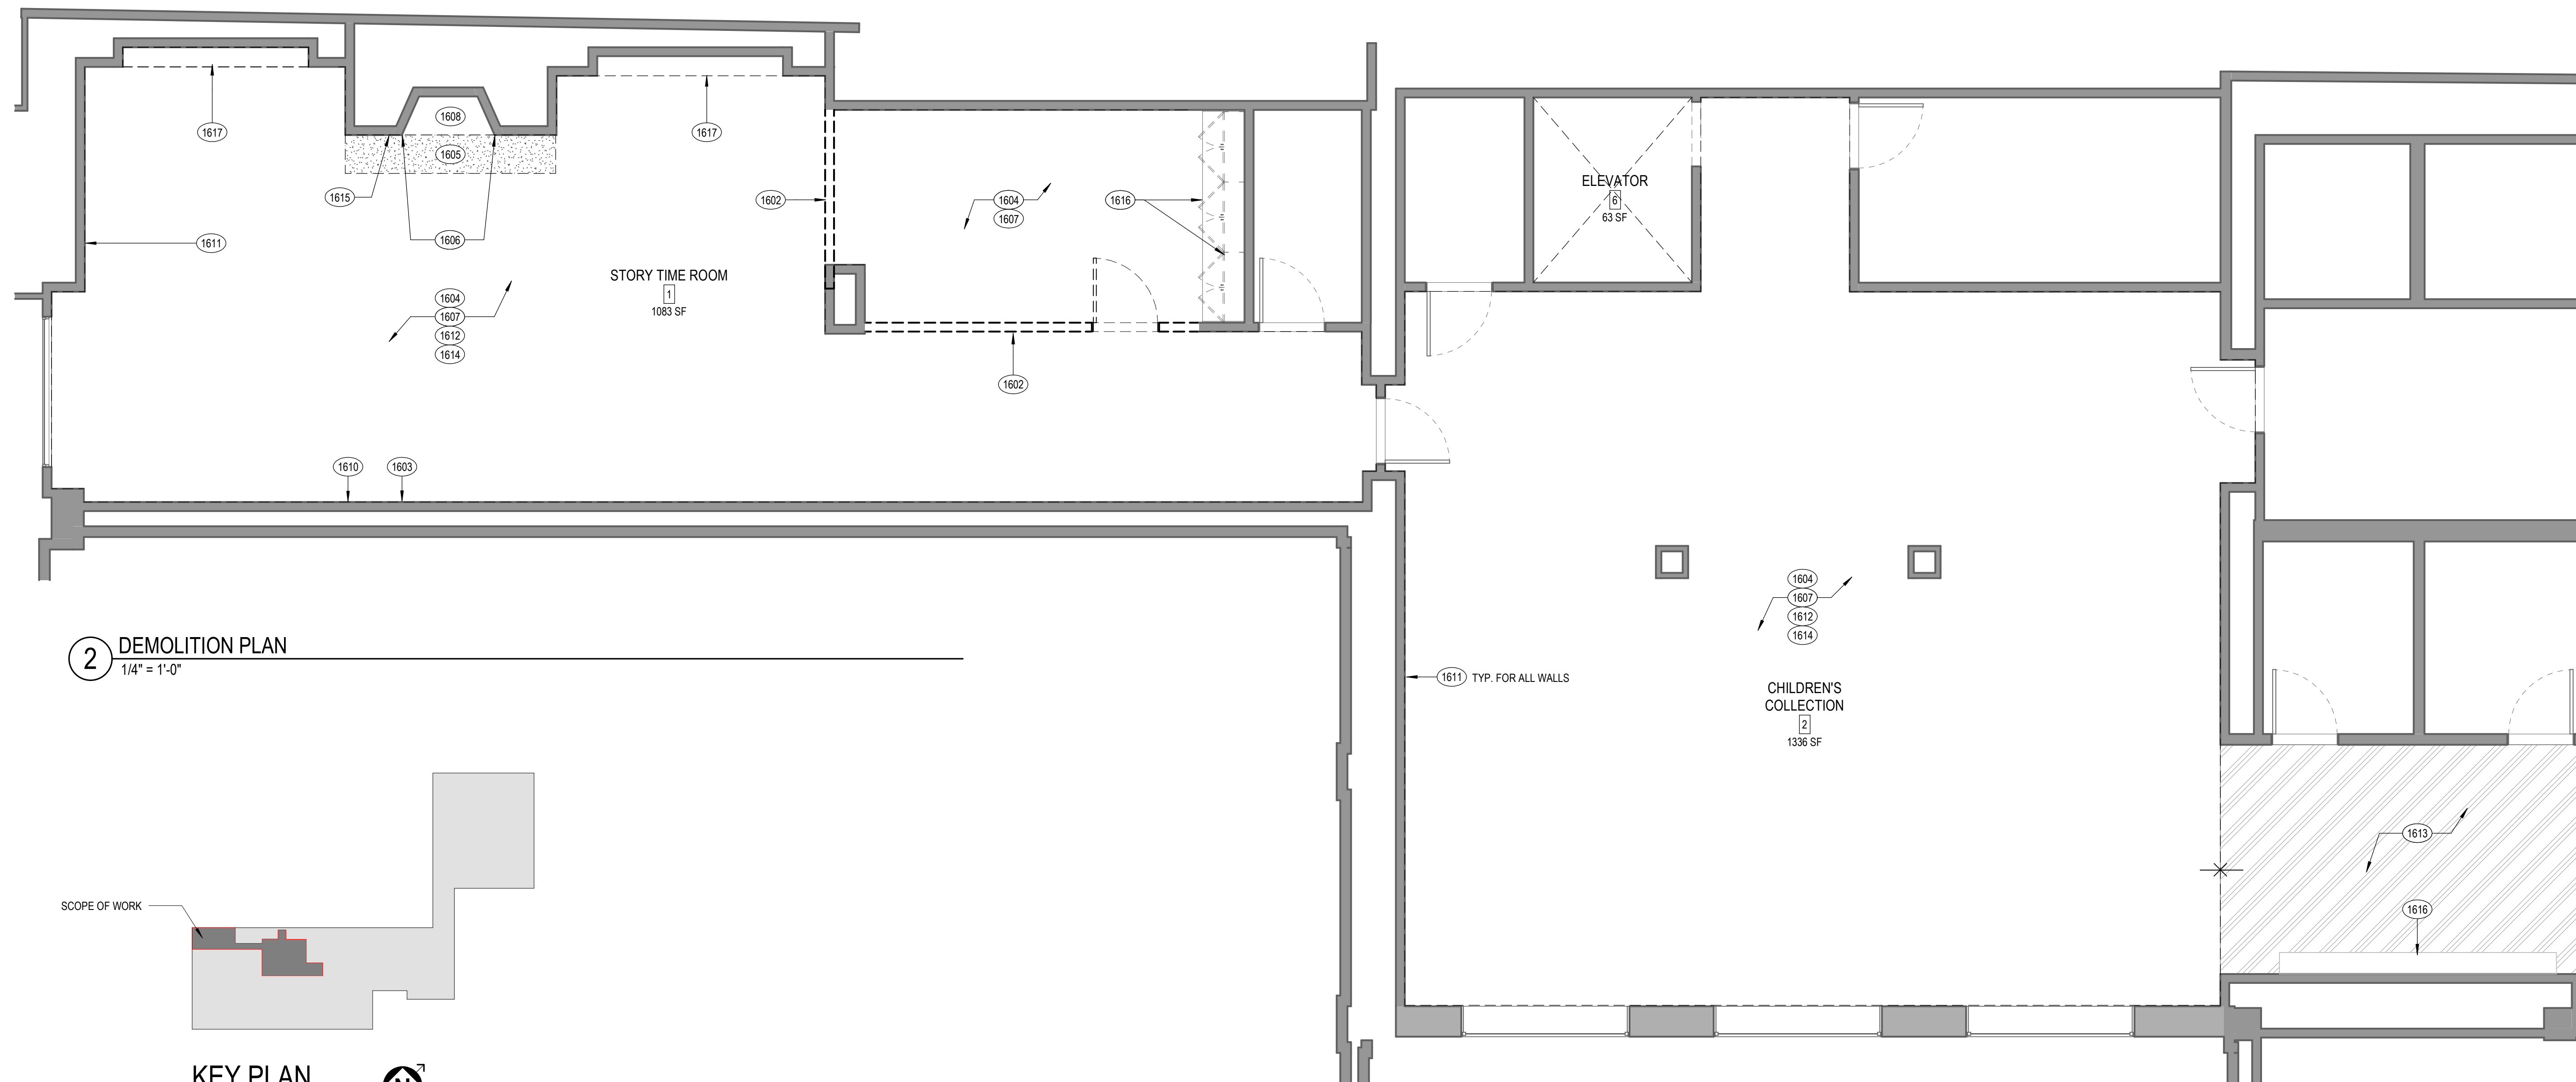 1617
1608
1605
1617
1615
1606
1611
1602
1604
1607
1616
ELEVATOR
6
63 SF
STORY TIME ROOM
1
1083 SF
1604
1607
1612
1614
1602
1610
1603
1604
1607
1612
1614
1611 TYP. FOR ALL WALLS
CHILDREN'S
COLLECTION
2
1336 SF
1613
1616
2 DEMOLITION PLAN
1/4" = 1'-0"
SCOPE OF WORK
KEY PLAN
N